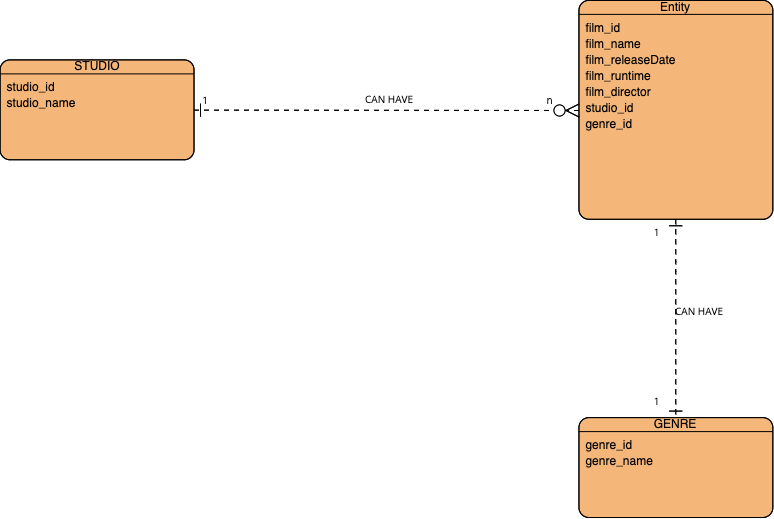 Entity
film_id
film_name
film_releaseDate
film_runtime
film_director
studio_id
genre_id
STUDIO
studio_id
studio_name
1
CAN HAVE
n
1
CAN HAVE
1
GENRE
genre_id
genre_name